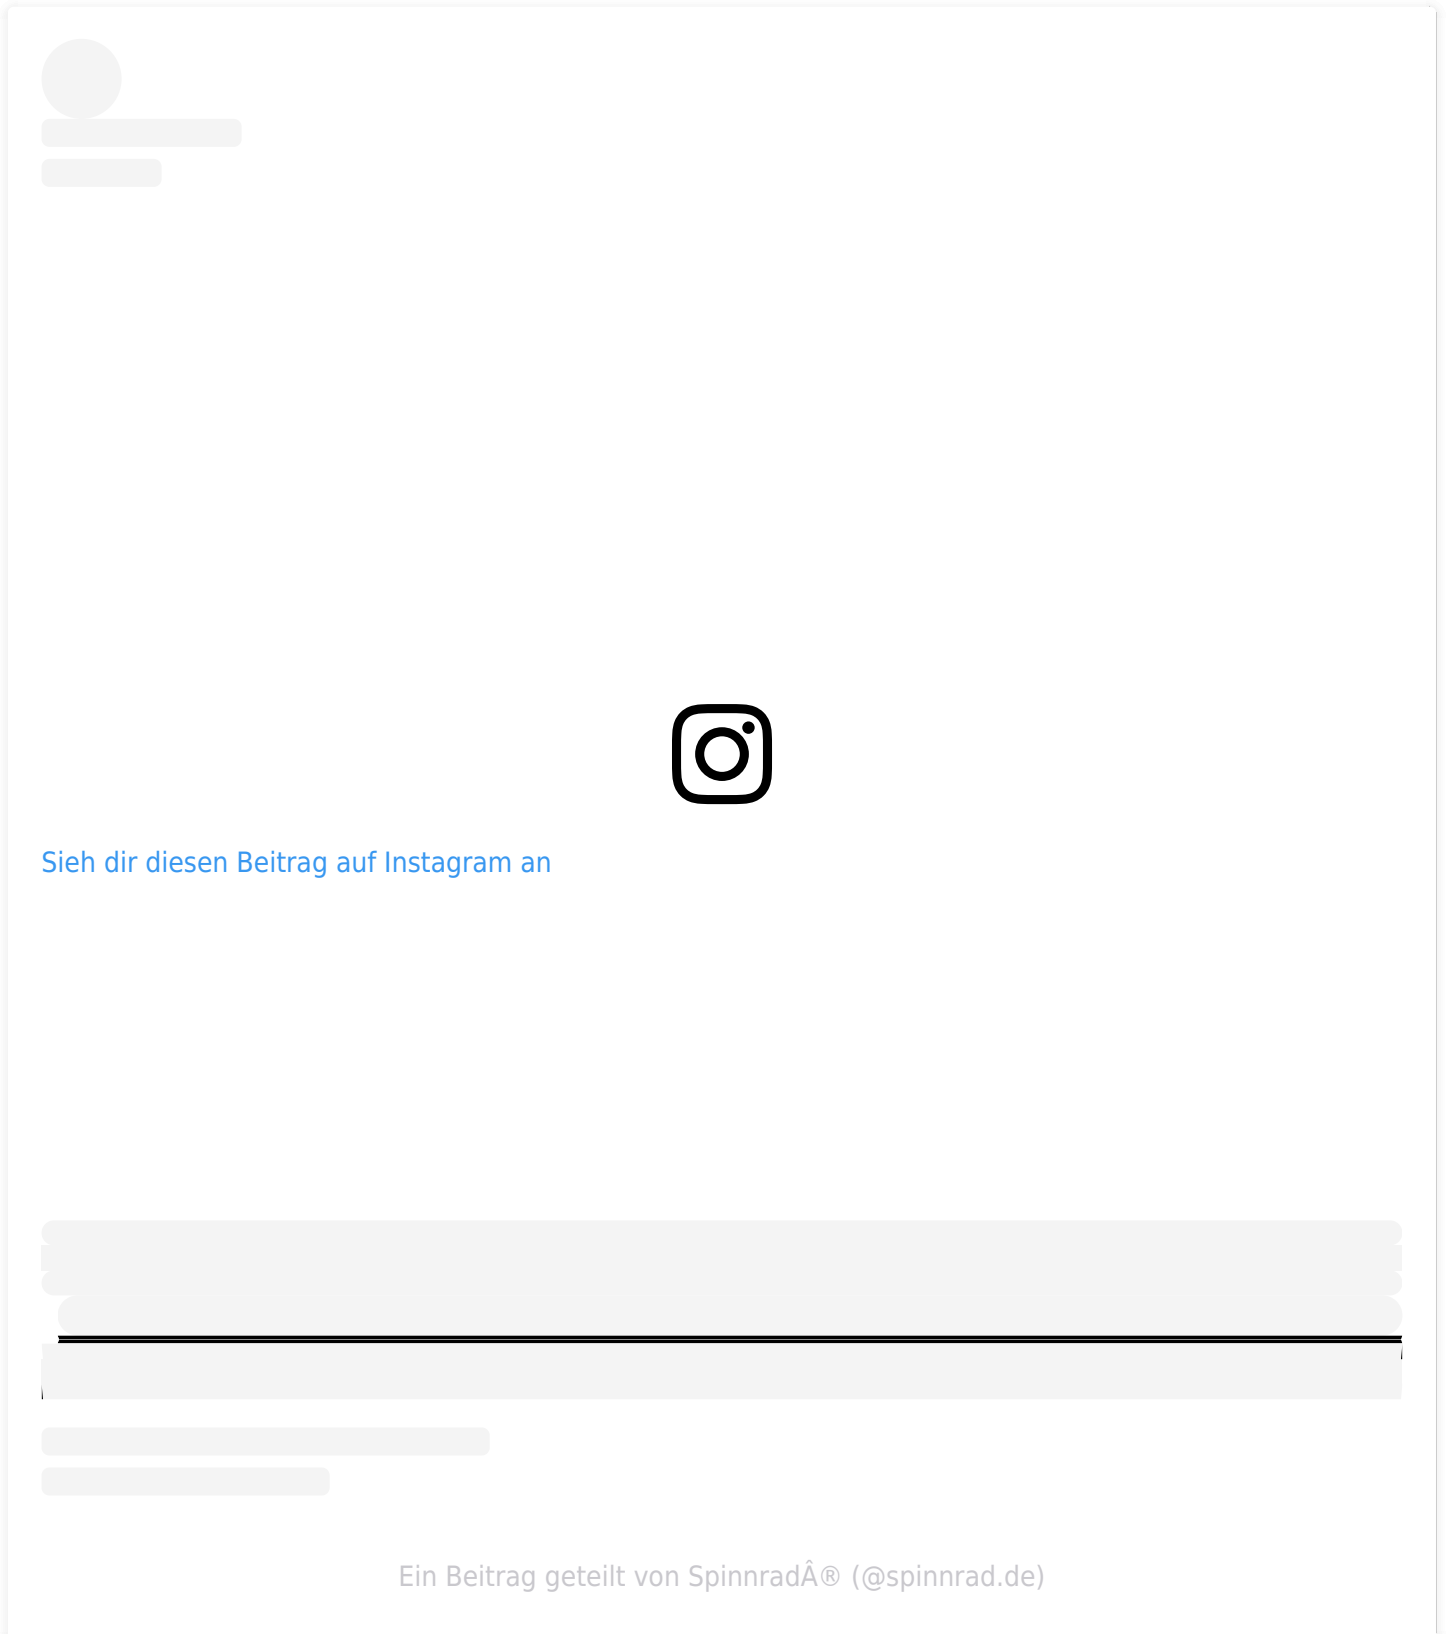 Sieh dir diesen Beitrag auf Instagram an
Ein Beitrag geteilt von SpinnradÂ® (@spinnrad.de)